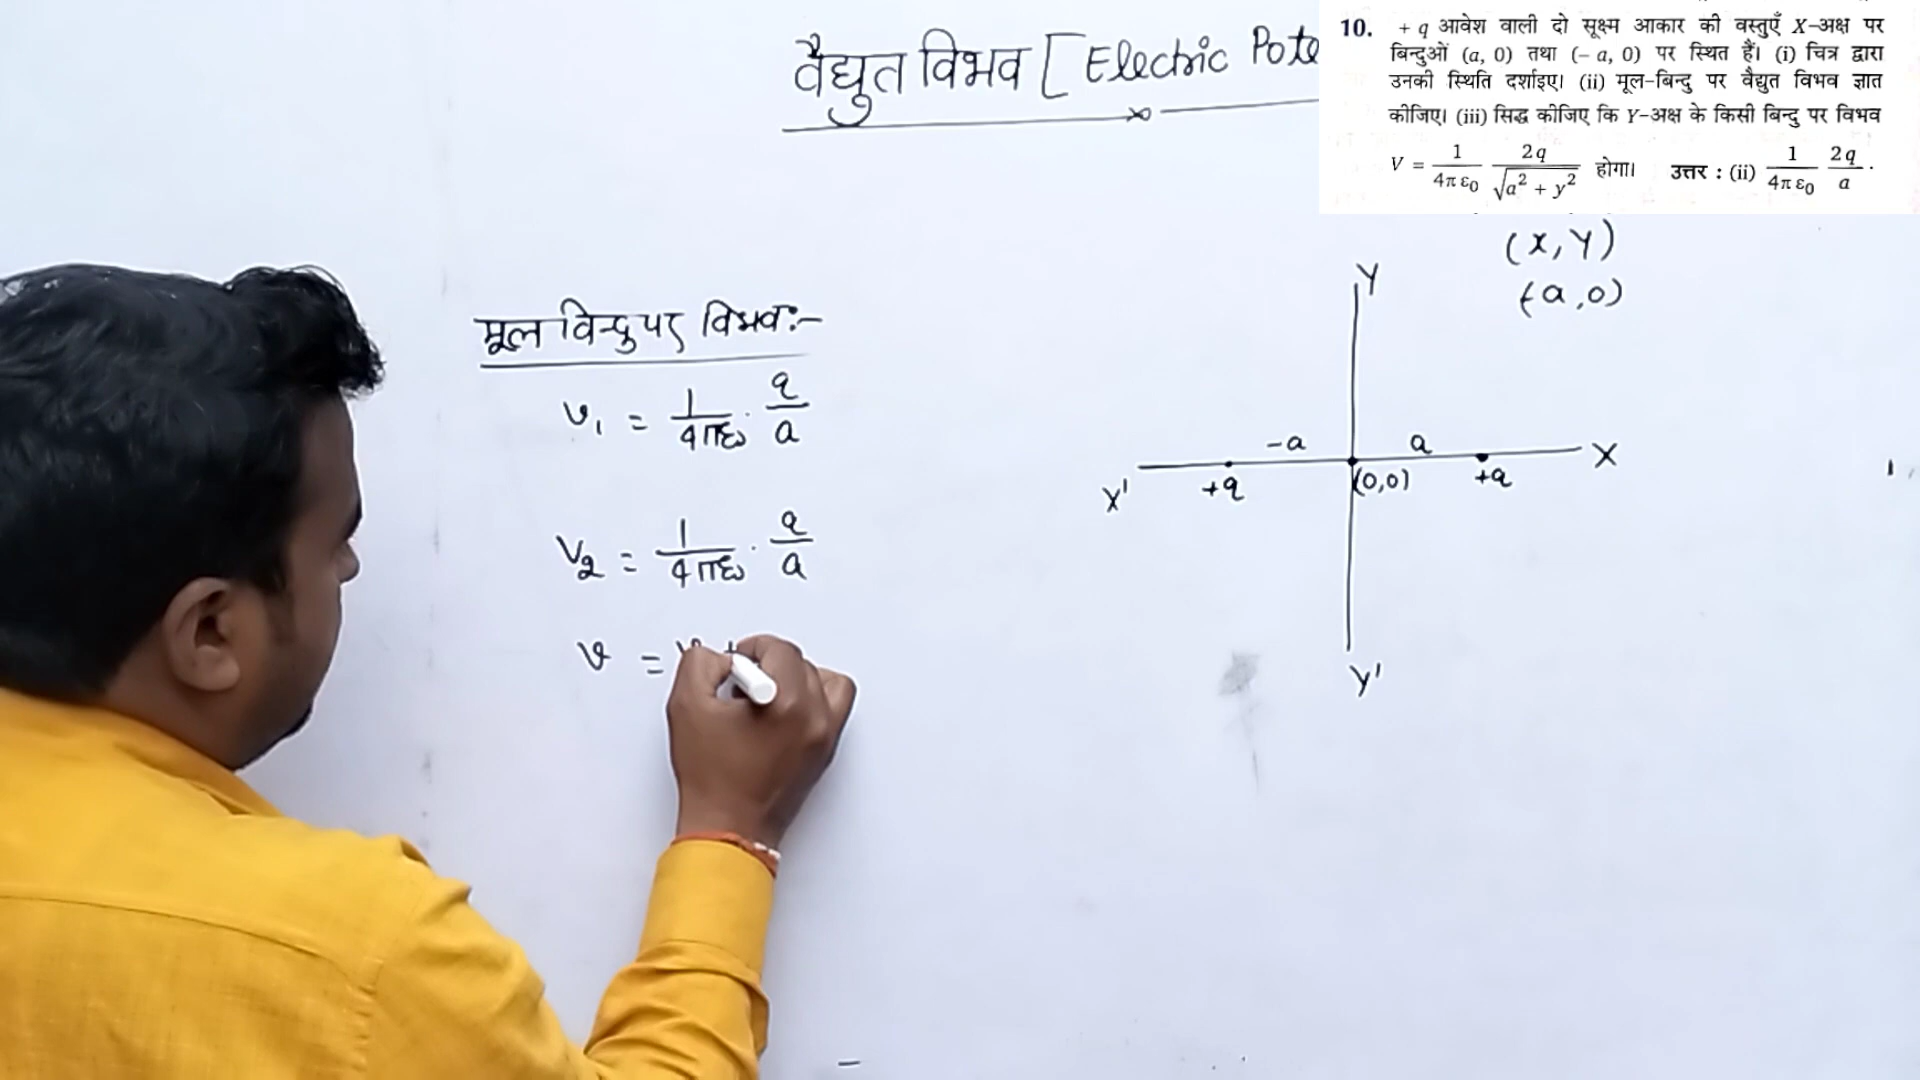 वैद्युत विभव [Electric Pote
10. + q आवेश वाली दो सूक्ष्म आकार की वस्तुएँ X-अक्ष पर
बिन्दुओं (a, 0) तथा (– a, 0) पर स्थित हैं। (i) चित्र द्वारा
उनकी स्थिति दर्शाइए। (ii) मूल-बिन्दु पर वैद्युत विभव ज्ञात
कीजिए। (iii) सिद्ध कीजिए कि Y-अक्ष के किसी बिन्दु पर विभव
V = 1/4πε₀ 2q/√(a² + y²) होगा। उत्तर : (ii) 1/4πε₀ 2q/a ·
मूल विन्दु पर विभव:-
V₁ = 1/4πε₀ · q/a
V₂ = 1/4πε₀ · q/a
V =
(X, Y)
(-a, 0)
Y
-a a
X' X
+q (0,0) +q
Y'